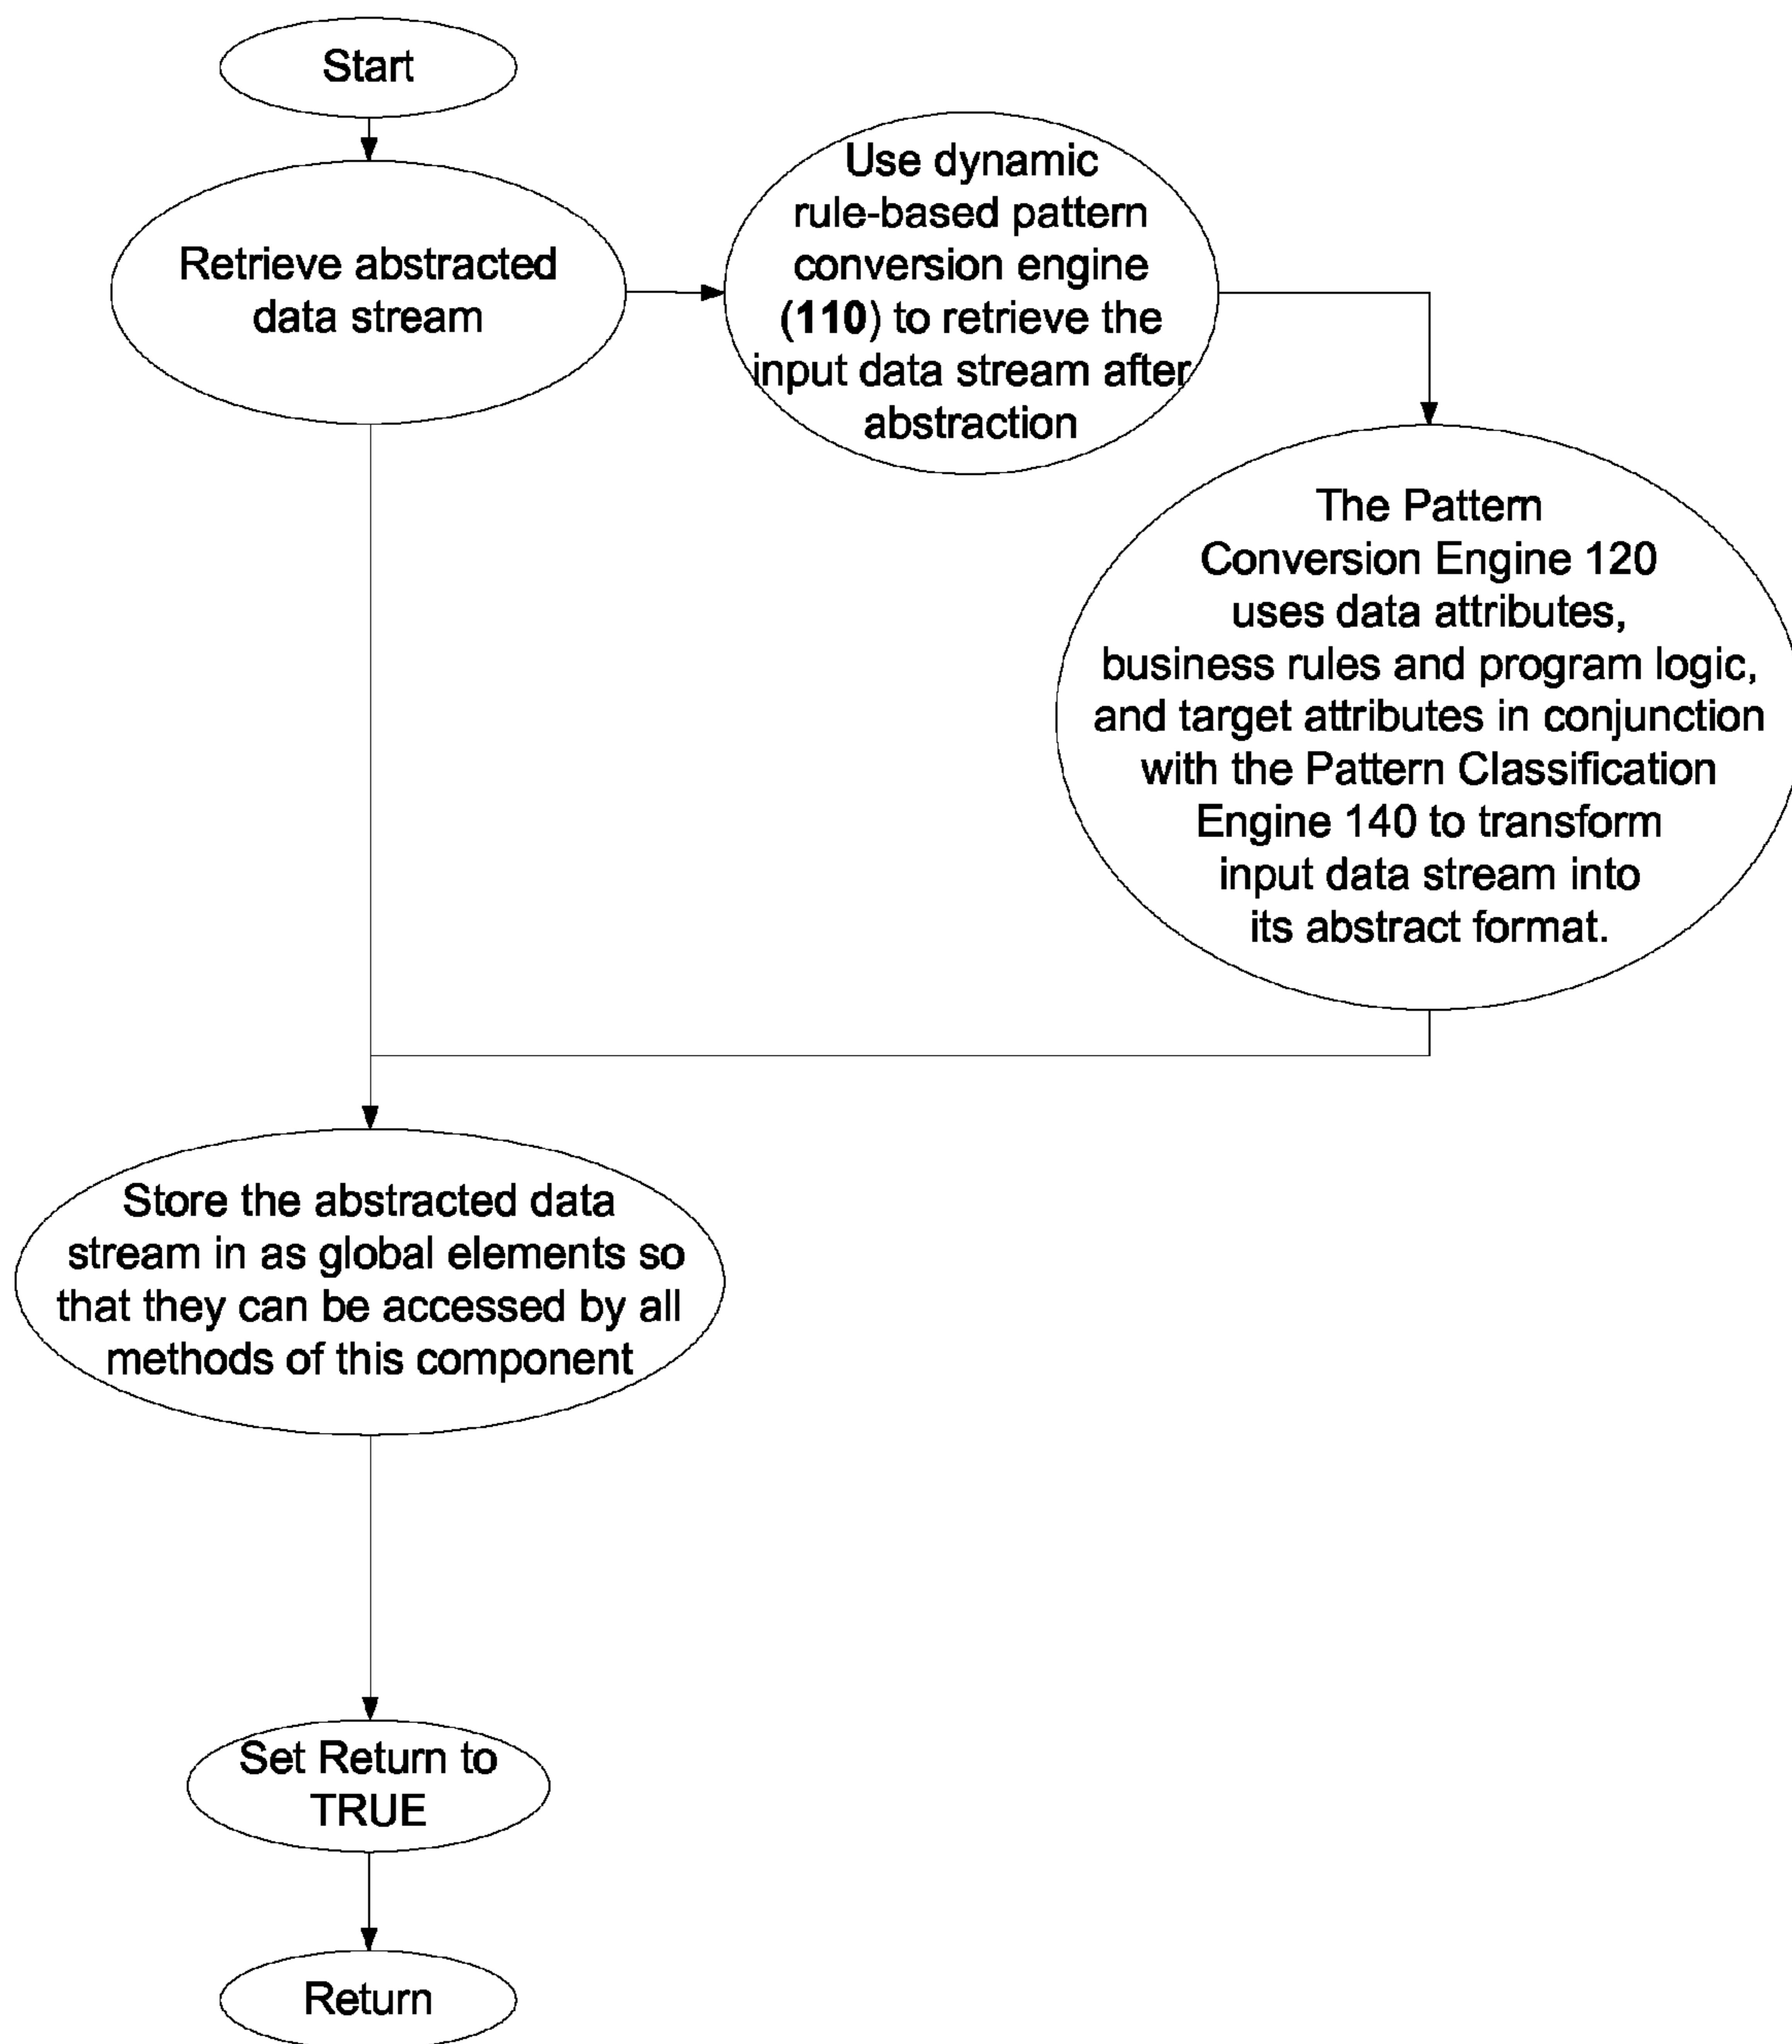 Start
Retrieve abstracted
data stream
Use dynamic
rule-based pattern
conversion engine
(110) to retrieve the
input data stream after
abstraction
The Pattern
Conversion Engine 120
uses data attributes,
business rules and program logic,
and target attributes in conjunction
with the Pattern Classification
Engine 140 to transform
input data stream into
its abstract format.
Store the abstracted data
stream in as global elements so
that they can be accessed by all
methods of this component
Set Return to
TRUE
Return